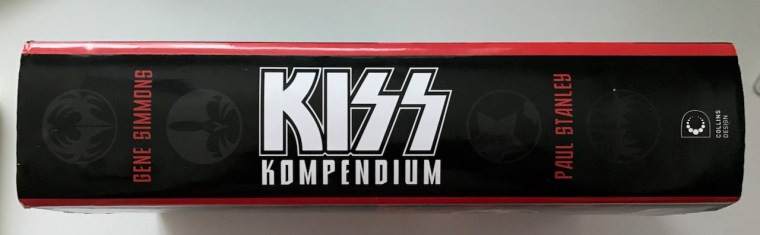 GENE SIMMONS
KISS
KOMPENDIUM
PAUL STANLEY
COLLINS
DESIGN